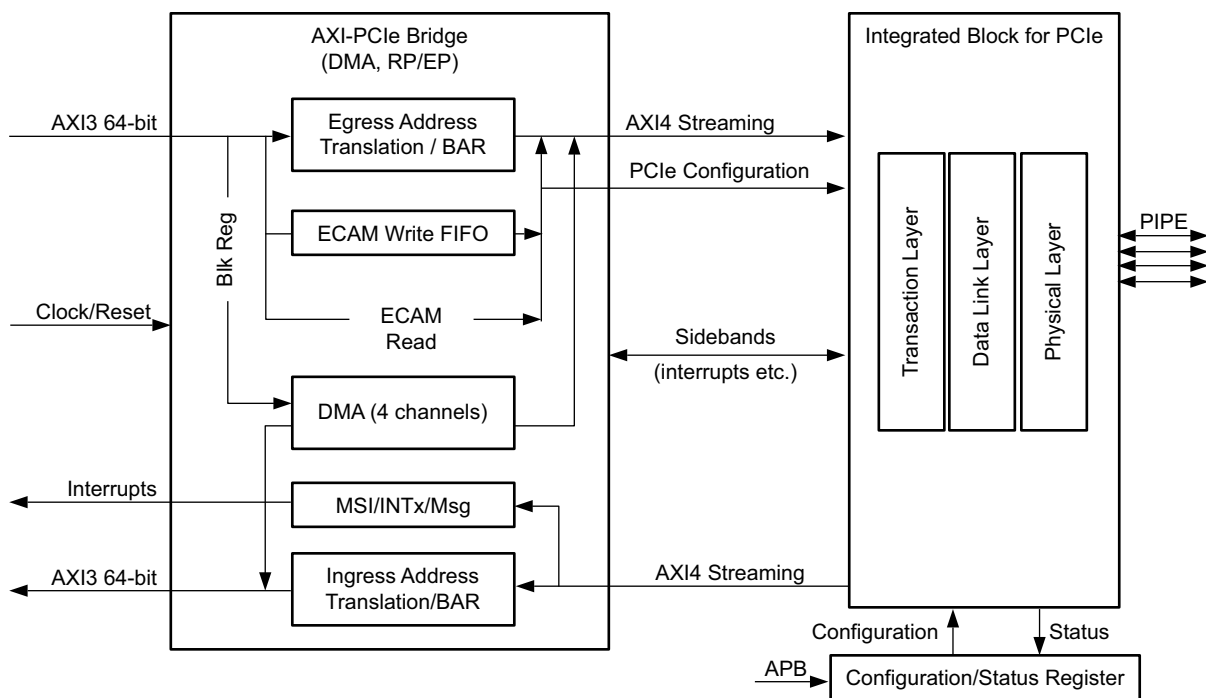 AXI-PCIe Bridge
(DMA, RP/EP)
Integrated Block for PCIe
AXI3 64-bit
Egress Address
Translation / BAR
AXI4 Streaming
PCIe Configuration
Blk Reg
ECAM Write FIFO
Transaction Layer
Data Link Layer
Physical Layer
PIPE
Clock/Reset
ECAM
Read
Sidebands
(interrupts etc.)
DMA (4 channels)
Interrupts
MSI/INTx/Msg
AXI3 64-bit
Ingress Address
Translation/BAR
AXI4 Streaming
Configuration
Status
APB
Configuration/Status Register